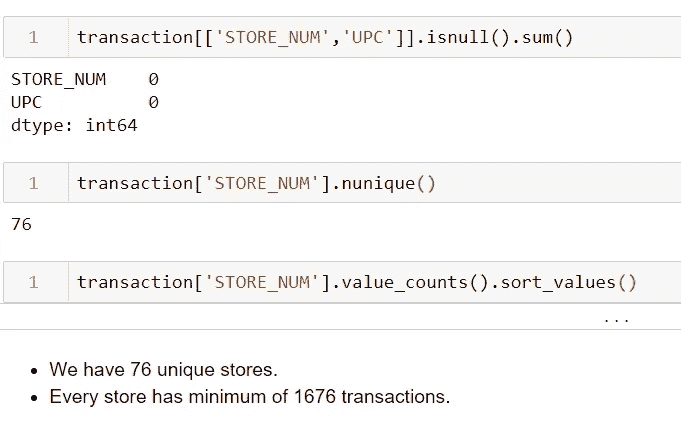 1 transaction[['STORE_NUM','UPC']].isnull().sum()
STORE_NUM 0
UPC 0
dtype: int64
1 transaction['STORE_NUM'].nunique()
76
1 transaction['STORE_NUM'].value_counts().sort_values()
...
• We have 76 unique stores.
• Every store has minimum of 1676 transactions.